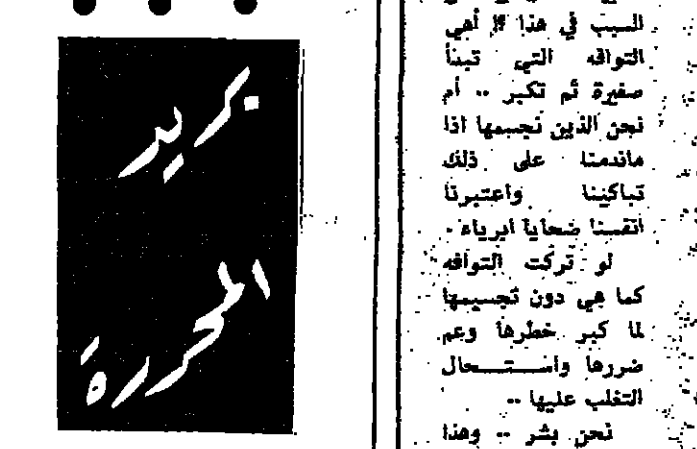 للسبب في هذا ؟! أهي
التوافه التي تبدأ
صغيرة ثم تكبر .. أم
نحن الذين نجسمها اذا
ماندمنا على ذلك
تباكينا واعتبرنا
أنفسنا ضحايا ابرياء .
لو تركت التوافه
كما هي دون تجسيمها
لما كبر خطرها وعم
ضررها واستحال
التغلب عليها ..
نحن بشر .. وهذا
بريد
المحررة